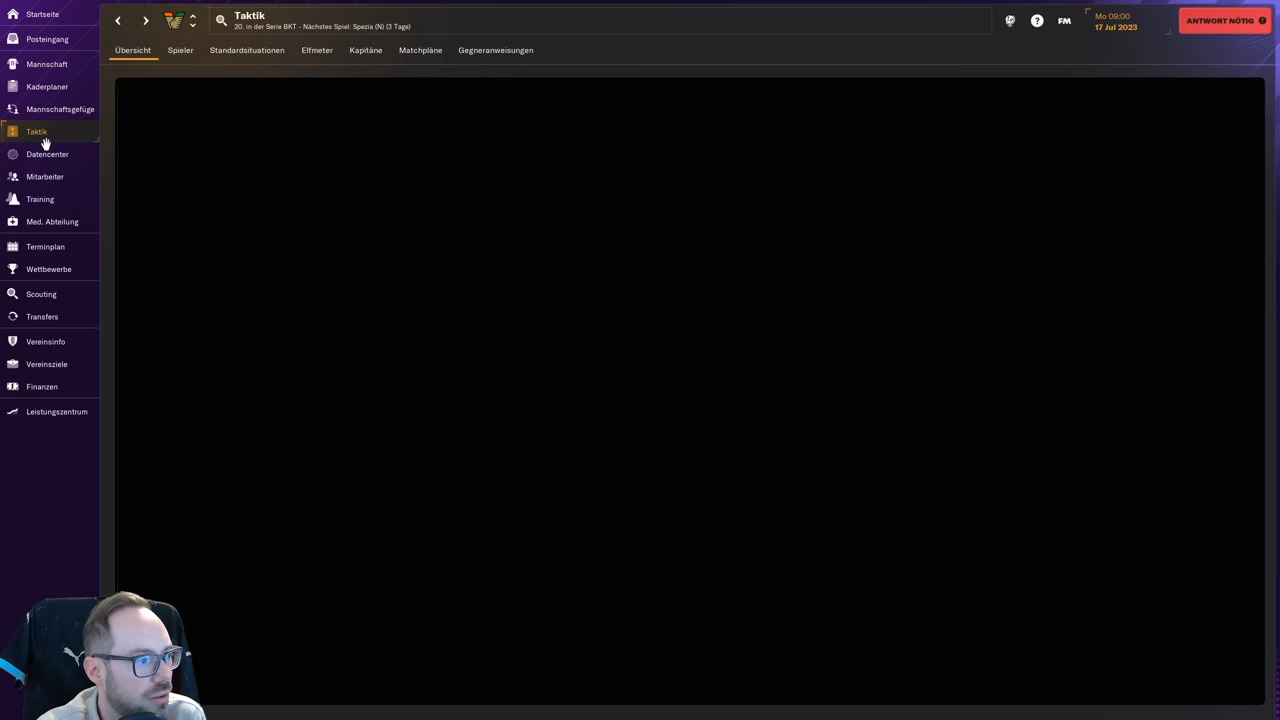 Startseite
Posteingang
Mannschaft
Kaderplaner
Mannschaftsgefüge
Taktik
Datencenter
Mitarbeiter
Training
Med. Abteilung
Terminplan
Wettbewerbe
Scouting
Transfers
Vereinsinfo
Vereinsziele
Finanzen
Leistungszentrum
Taktik
20. in der Serie BKT - Nächstes Spiel: Spezia (N) (3 Tage)
FM
Mo 09:00
17 Jul 2023
ANTWORT NÖTIG
Übersicht Spieler Standardsituationen Elfmeter Kapitäne Matchpläne Gegneranweisungen